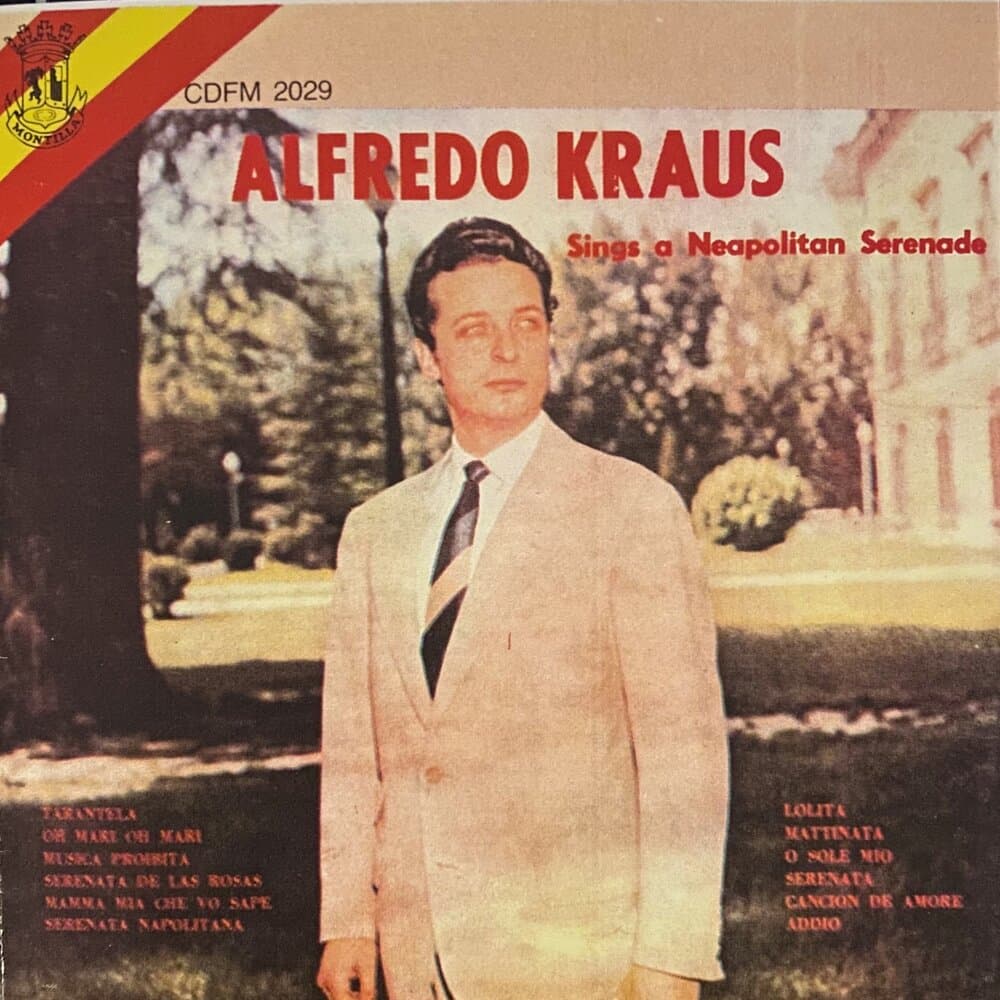 MONTILLA
CDFM 2029
ALFREDO KRAUS
Sings a Neapolitan Serenade
TARANTELA
OH MARI OH MARI
MUSICA PROIBITA
SERENATA DE LAS ROSAS
MAMMA MIA CHE VO SAPE
SERENATA NAPOLITANA
LOLITA
MATTINATA
O SOLE MIO
SERENATA
CANCION DE AMORE
ADDIO